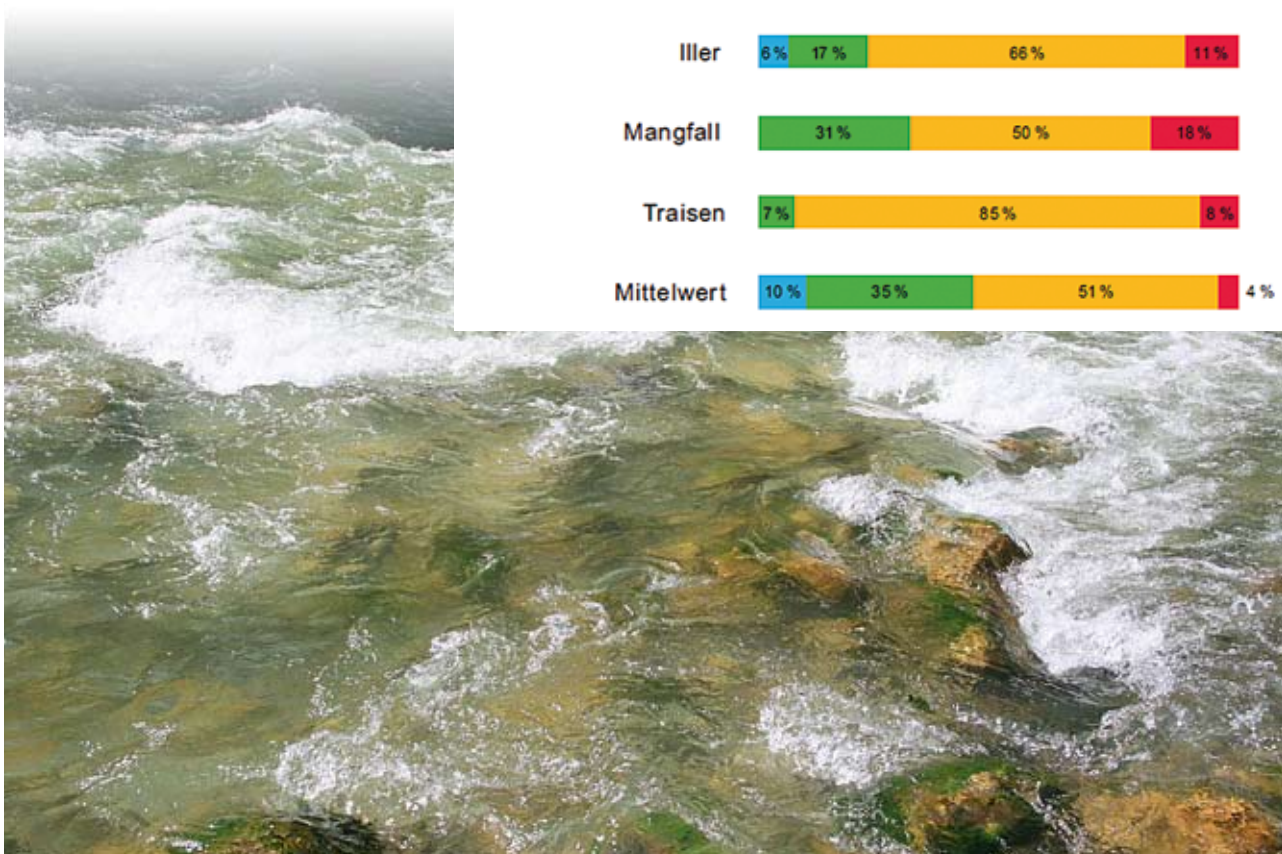 Iller 6 % 17 % 66 % 11 %
Mangfall 31 % 50 % 18 %
Traisen 7 % 85 % 8 %
Mittelwert 10 % 35 % 51 % 4 %